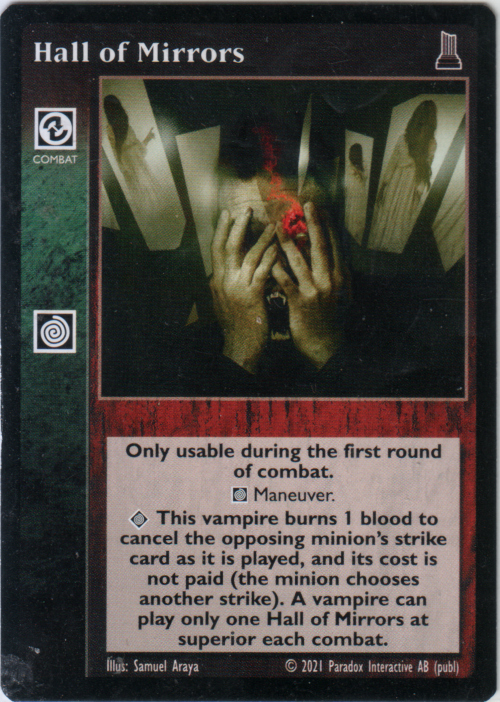 Hall of Mirrors
COMBAT
Only usable during the first round
of combat.
Maneuver.
This vampire burns 1 blood to
cancel the opposing minion's strike
card as it is played, and its cost is
not paid (the minion chooses
another strike). A vampire can
play only one Hall of Mirrors at
superior each combat.
Illus: Samuel Araya © 2021 Paradox Interactive AB (publ)